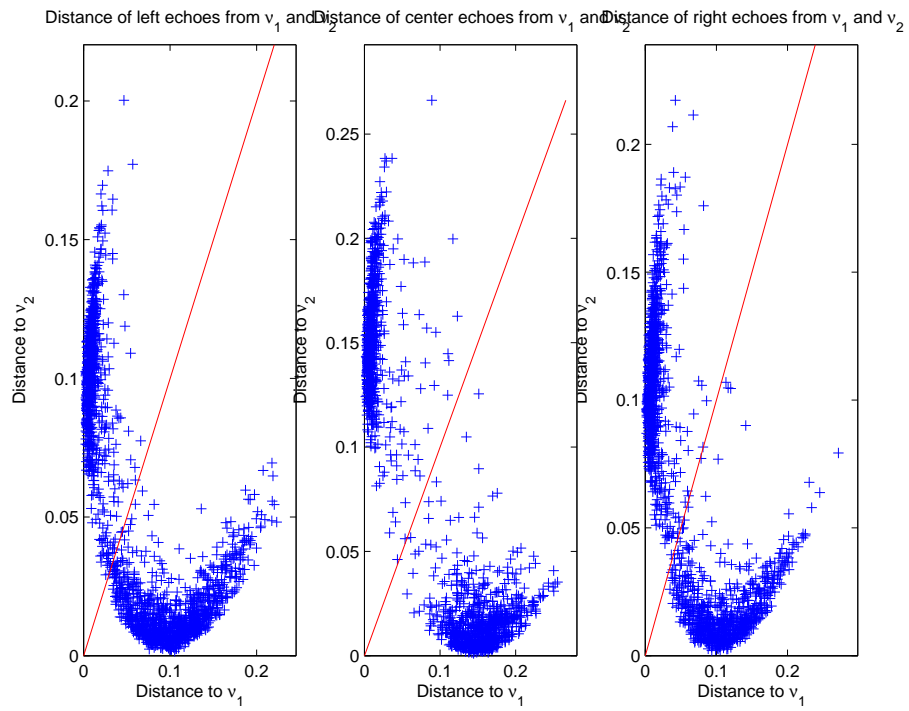 Distance of left echoes from ν₁ and ν₂
Distance of center echoes from ν₁ and ν₂
Distance of right echoes from ν₁ and ν₂
0.2
0.15
0.1
0.05
0
0
0.1
0.2
Distance to ν₂
Distance to ν₁
0.25
0.2
0.15
0.1
0.05
0
0
0.1
0.2
Distance to ν₂
Distance to ν₁
0.2
0.15
0.1
0.05
0
0
0.1
0.2
Distance to ν₂
Distance to ν₁